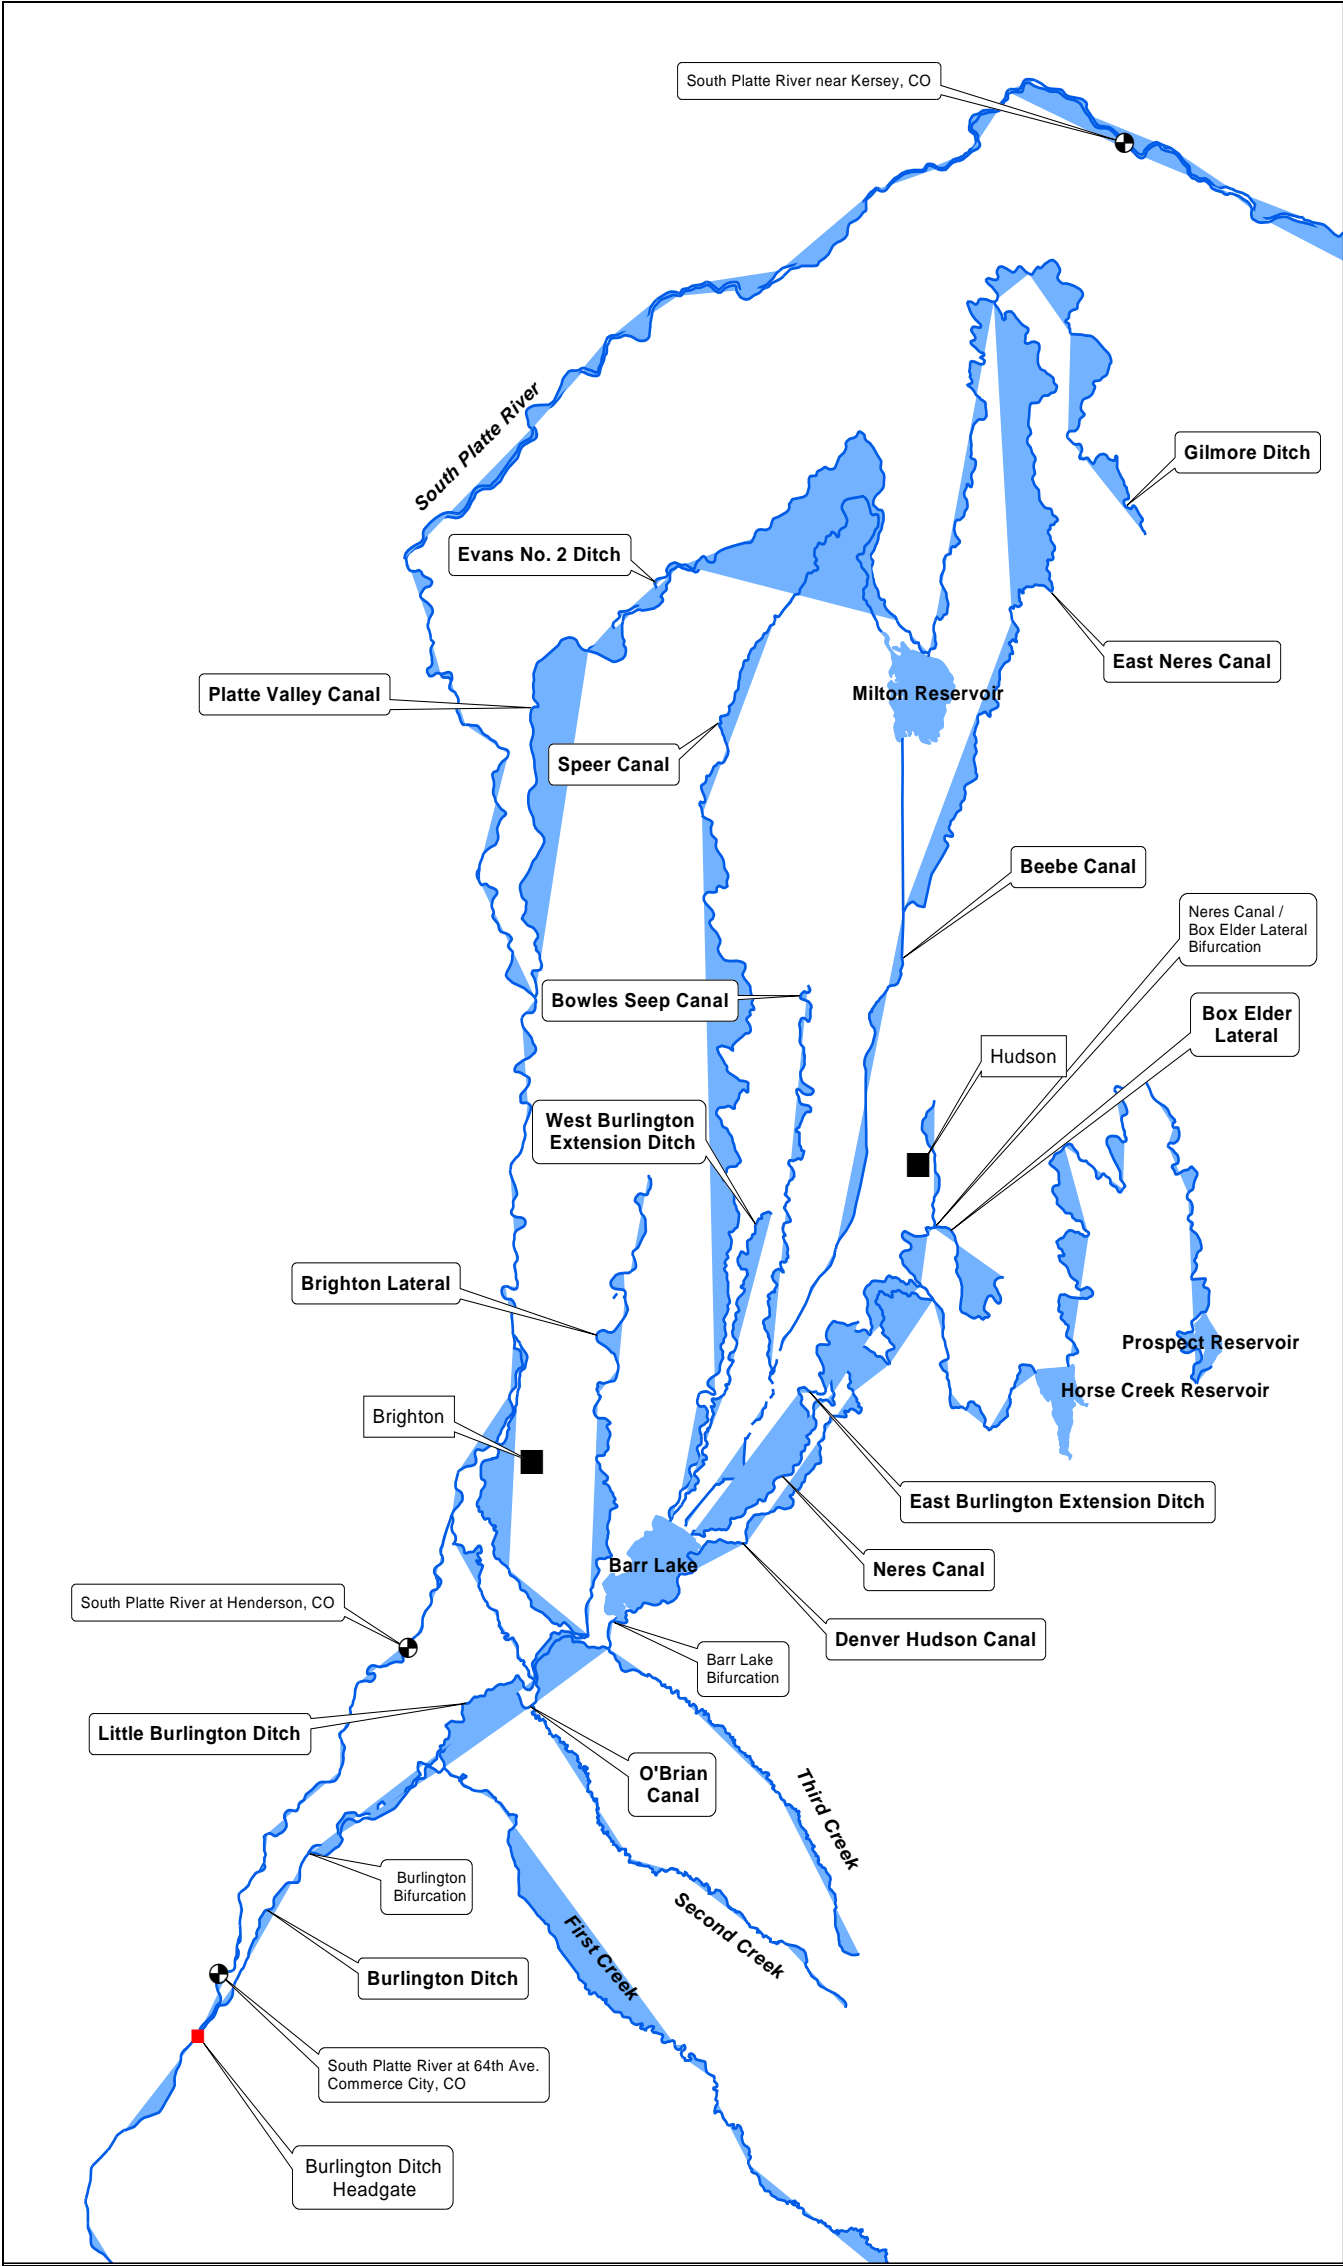 South Platte River near Kersey, CO
South Platte River
Gilmore Ditch
Evans No. 2 Ditch
East Neres Canal
Platte Valley Canal
Milton Reservoir
Speer Canal
Beebe Canal
Neres Canal /
Box Elder Lateral
Bifurcation
Bowles Seep Canal
Box Elder
Lateral
Hudson
West Burlington
Extension Ditch
Brighton Lateral
Prospect Reservoir
Horse Creek Reservoir
Brighton
East Burlington Extension Ditch
Barr Lake
Neres Canal
South Platte River at Henderson, CO
Denver Hudson Canal
Barr Lake
Bifurcation
Little Burlington Ditch
O'Brian
Canal
Third Creek
Burlington
Bifurcation
Second Creek
First Creek
Burlington Ditch
South Platte River at 64th Ave.
Commerce City, CO
Burlington Ditch
Headgate